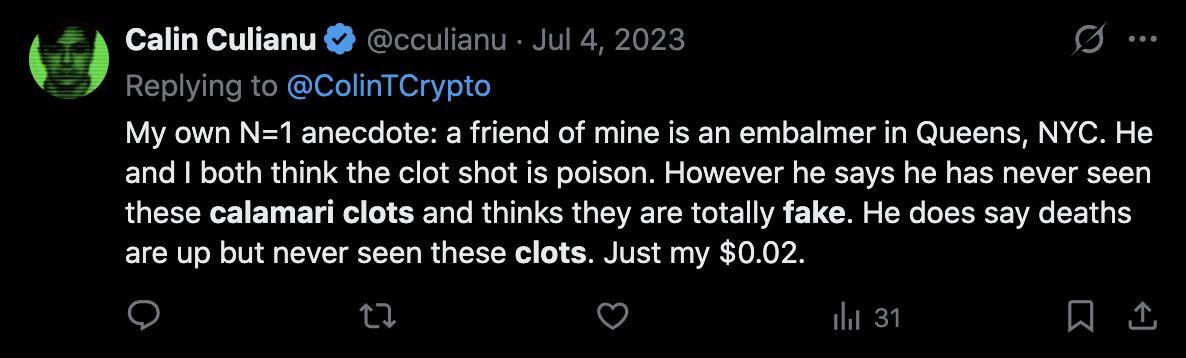 Calin Culianu @cculianu · Jul 4, 2023
Replying to @ColinTCrypto
My own N=1 anecdote: a friend of mine is an embalmer in Queens, NYC. He
and I both think the clot shot is poison. However he says he has never seen
these calamari clots and thinks they are totally fake. He does say deaths
are up but never seen these clots. Just my $0.02.
31